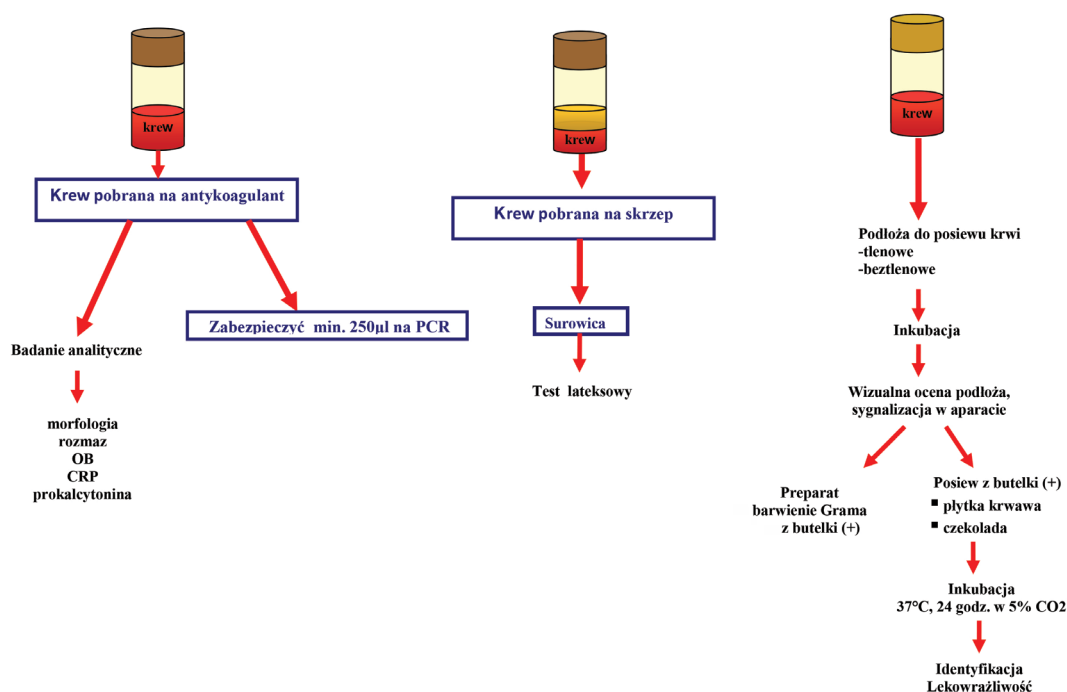 krew
Krew pobrana na antykoagulant
Zabezpieczyć min. 250µl na PCR
Badanie analityczne
morfologia
rozmaz
OB
CRP
prokalcytonina
krew
Krew pobrana na skrzep
Surowica
Test lateksowy
krew
Podłoża do posiewu krwi
-tlenowe
-beztlenowe
Inkubacja
Wizualna ocena podłoża,
sygnalizacja w aparacie
Preparat
barwienie Grama
z butelki (+)
Posiew z butelki (+)
▪ płytka krwawa
▪ czekolada
Inkubacja
37°C, 24 godz. w 5% CO2
Identyfikacja
Lekowrażliwość